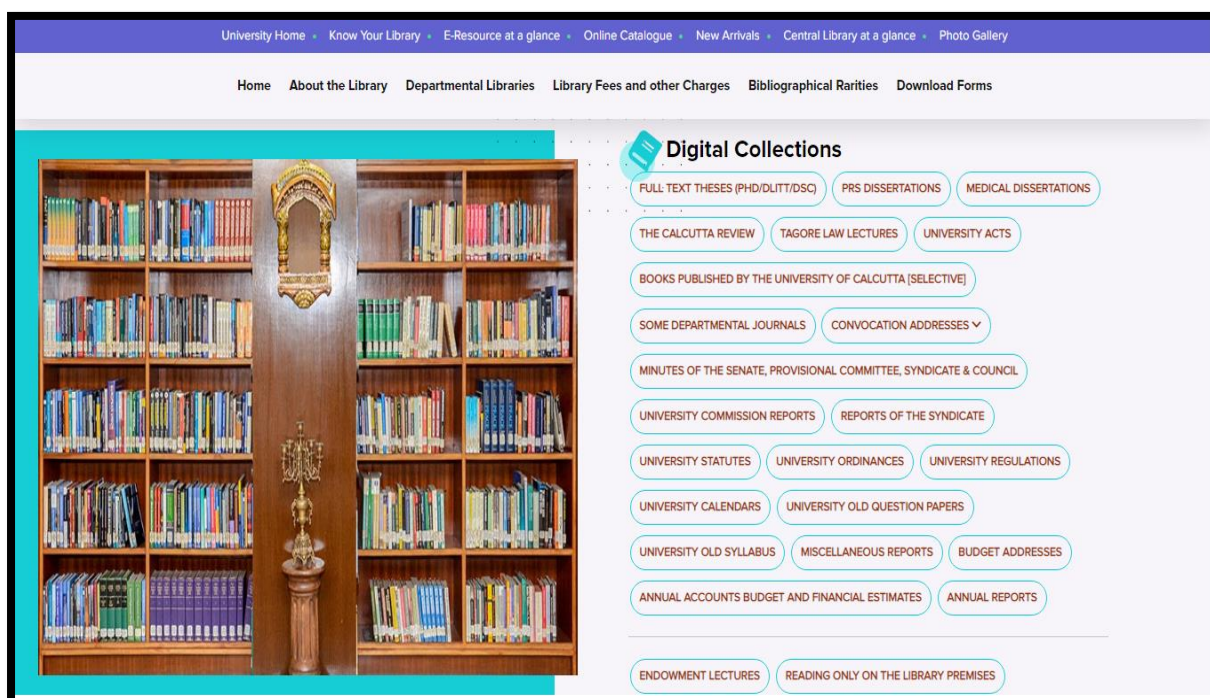 University Home • Know Your Library • E-Resource at a glance • Online Catalogue • New Arrivals • Central Library at a glance • Photo Gallery
Home About the Library Departmental Libraries Library Fees and other Charges Bibliographical Rarities Download Forms
Digital Collections
FULL TEXT THESES (PHD/DLITT/DSC) PRS DISSERTATIONS MEDICAL DISSERTATIONS
THE CALCUTTA REVIEW TAGORE LAW LECTURES UNIVERSITY ACTS
BOOKS PUBLISHED BY THE UNIVERSITY OF CALCUTTA [SELECTIVE]
SOME DEPARTMENTAL JOURNALS CONVOCATION ADDRESSES
MINUTES OF THE SENATE, PROVISIONAL COMMITTEE, SYNDICATE & COUNCIL
UNIVERSITY COMMISSION REPORTS REPORTS OF THE SYNDICATE
UNIVERSITY STATUTES UNIVERSITY ORDINANCES UNIVERSITY REGULATIONS
UNIVERSITY CALENDARS UNIVERSITY OLD QUESTION PAPERS
UNIVERSITY OLD SYLLABUS MISCELLANEOUS REPORTS BUDGET ADDRESSES
ANNUAL ACCOUNTS BUDGET AND FINANCIAL ESTIMATES ANNUAL REPORTS
ENDOWMENT LECTURES READING ONLY ON THE LIBRARY PREMISES